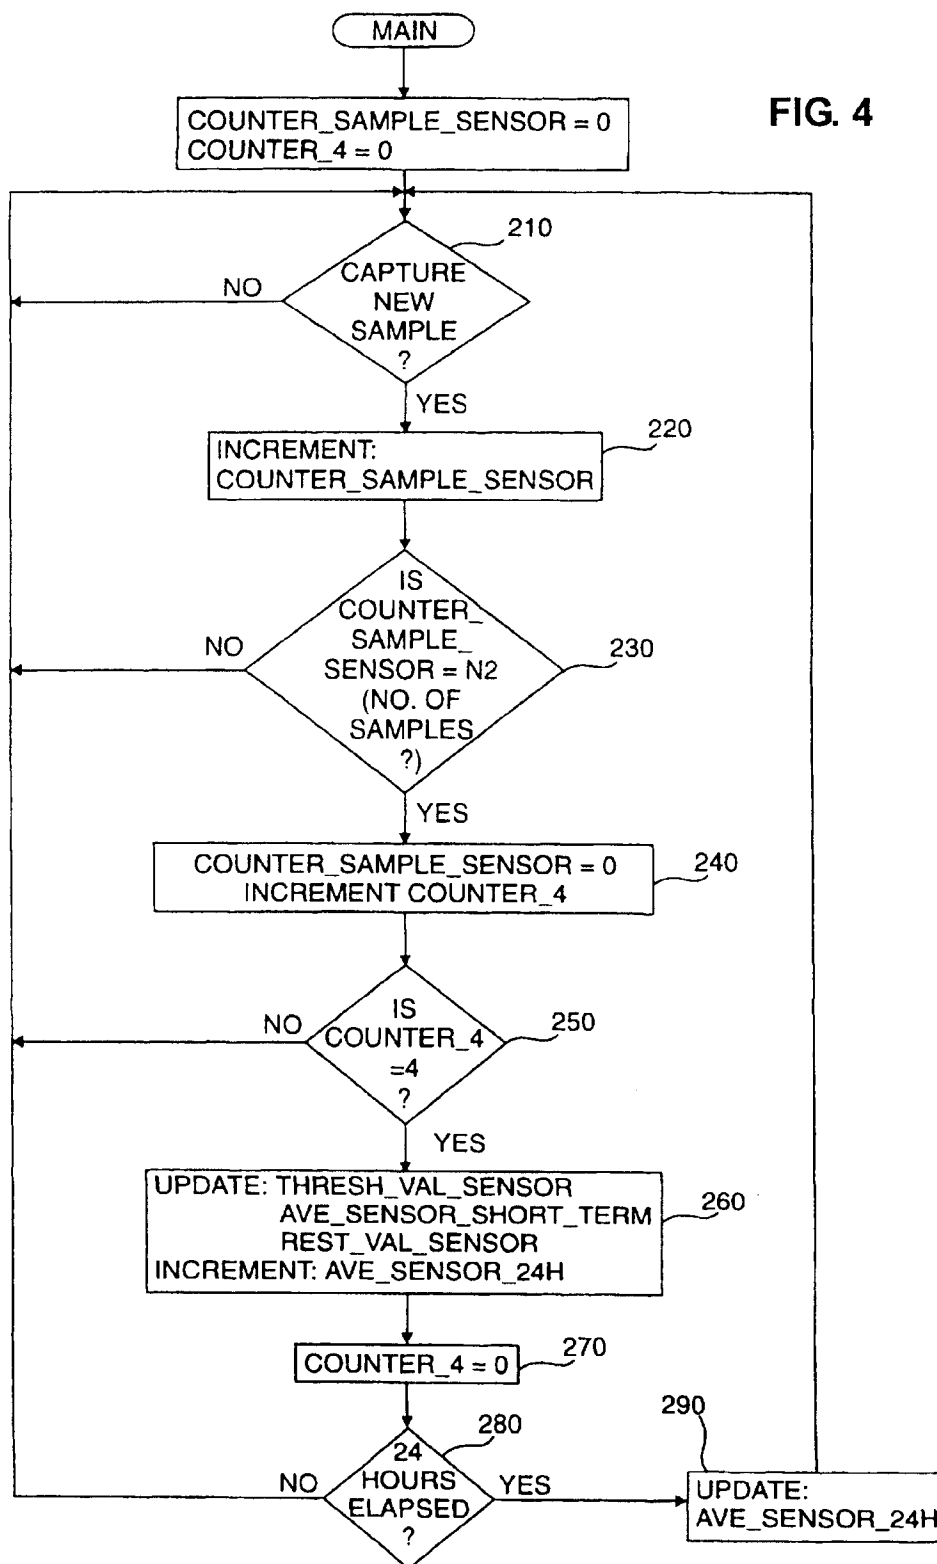 MAIN
FIG. 4
COUNTER_SAMPLE_SENSOR = 0
COUNTER_4 = 0
210
CAPTURE
NEW
SAMPLE
?
NO
YES
220
INCREMENT:
COUNTER_SAMPLE_SENSOR
IS
COUNTER_
SAMPLE_
SENSOR = N2
(NO. OF
SAMPLES
?)
NO
230
YES
COUNTER_SAMPLE_SENSOR = 0
INCREMENT COUNTER_4
240
IS
COUNTER_4
=4
?
NO
250
YES
UPDATE: THRESH_VAL_SENSOR
AVE_SENSOR_SHORT_TERM
REST_VAL_SENSOR
INCREMENT: AVE_SENSOR_24H
260
COUNTER_4 = 0
270
280
24
HOURS
ELAPSED
?
NO
YES
290
UPDATE:
AVE_SENSOR_24H